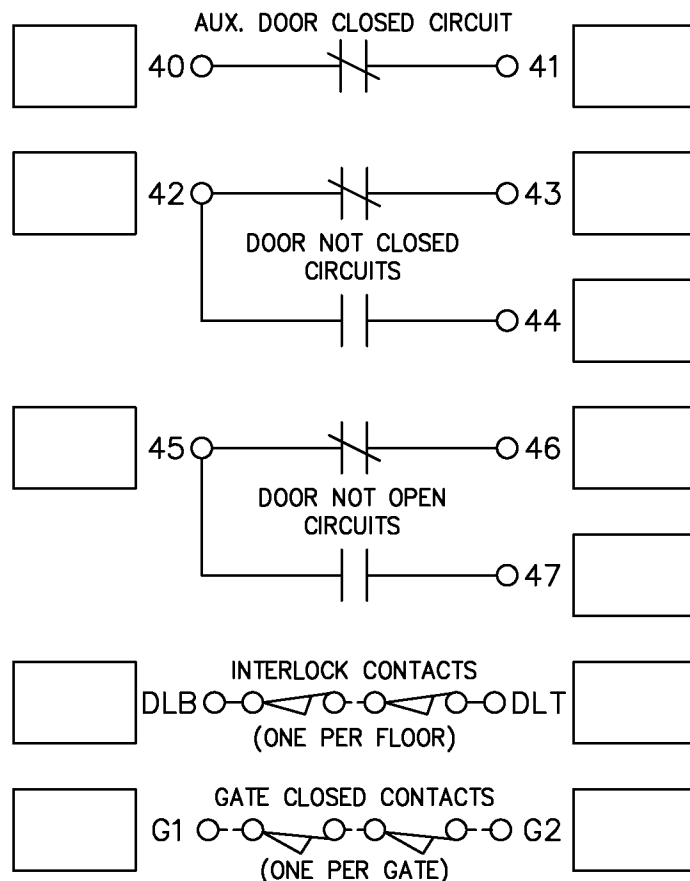 AUX. DOOR CLOSED CIRCUIT
40 41
42 43
DOOR NOT CLOSED
CIRCUITS
44
45 46
DOOR NOT OPEN
CIRCUITS
47
INTERLOCK CONTACTS
DLB DLT
(ONE PER FLOOR)
GATE CLOSED CONTACTS
G1 G2
(ONE PER GATE)